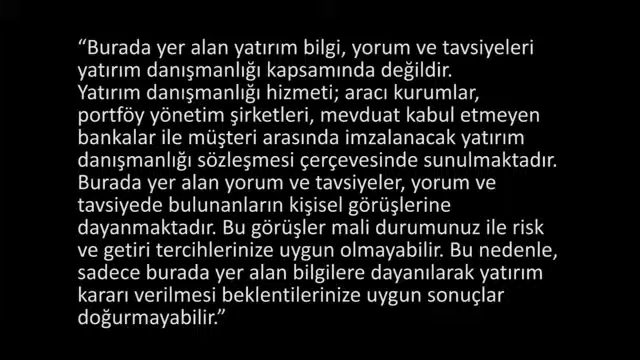 “Burada yer alan yatırım bilgi, yorum ve tavsiyeleri
yatırım danışmanlığı kapsamında değildir.
Yatırım danışmanlığı hizmeti; aracı kurumlar,
portföy yönetim şirketleri, mevduat kabul etmeyen
bankalar ile müşteri arasında imzalanacak yatırım
danışmanlığı sözleşmesi çerçevesinde sunulmaktadır.
Burada yer alan yorum ve tavsiyeler, yorum ve
tavsiyede bulunanların kişisel görüşlerine
dayanmaktadır. Bu görüşler mali durumunuz ile risk
ve getiri tercihlerinize uygun olmayabilir. Bu nedenle,
sadece burada yer alan bilgilere dayanılarak yatırım
kararı verilmesi beklentilerinize uygun sonuçlar
doğurmayabilir.”